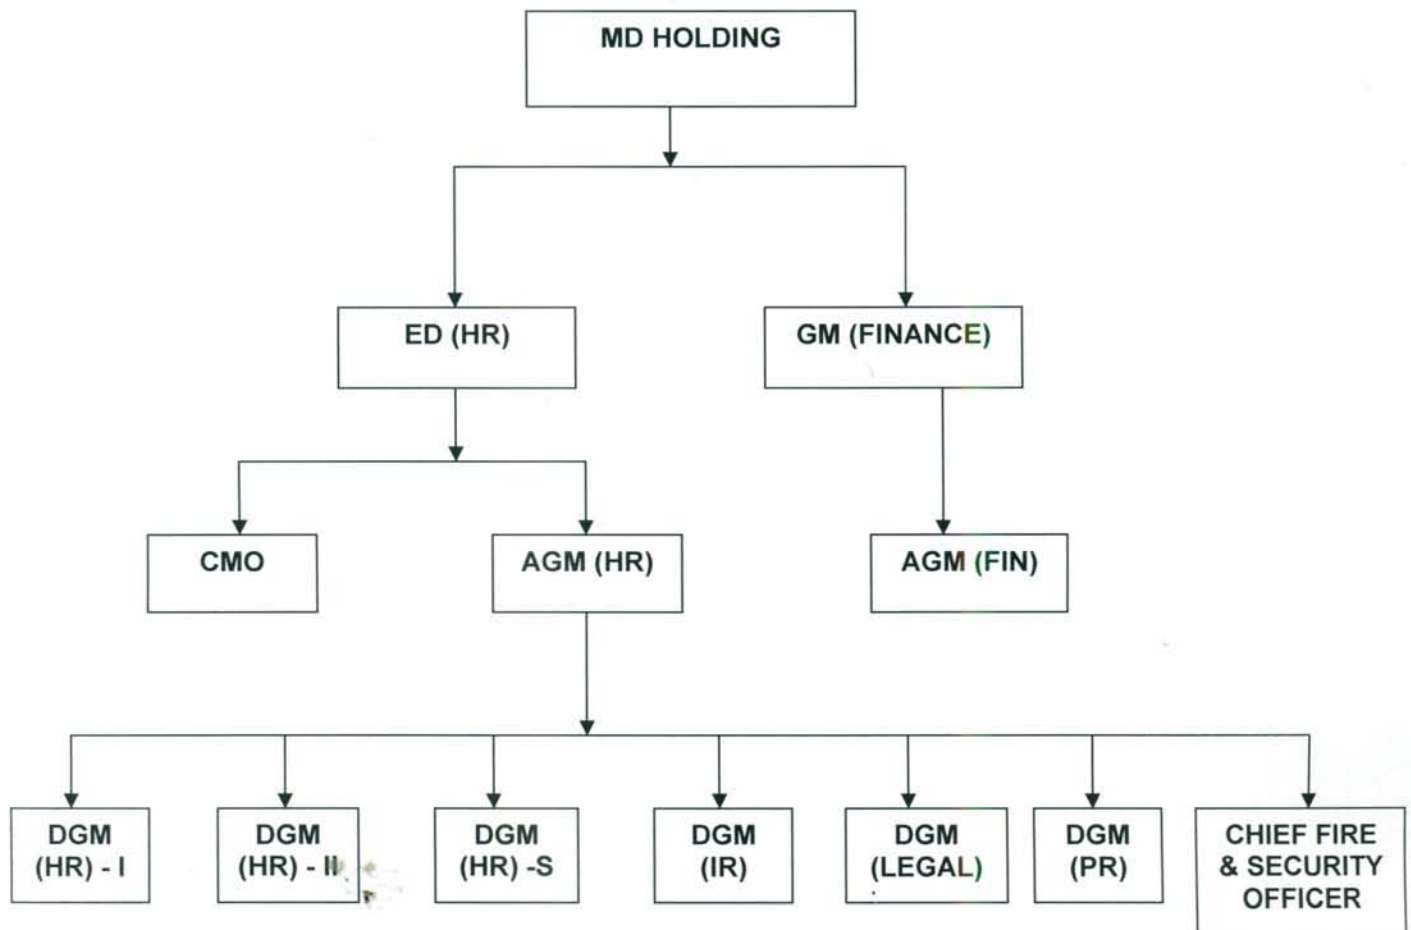 MD HOLDING
ED (HR)
GM (FINANCE)
CMO
AGM (HR)
AGM (FIN)
DGM
(HR) - I
DGM
(HR) - II
DGM
(HR) -S
DGM
(IR)
DGM
(LEGAL)
DGM
(PR)
CHIEF FIRE
& SECURITY
OFFICER